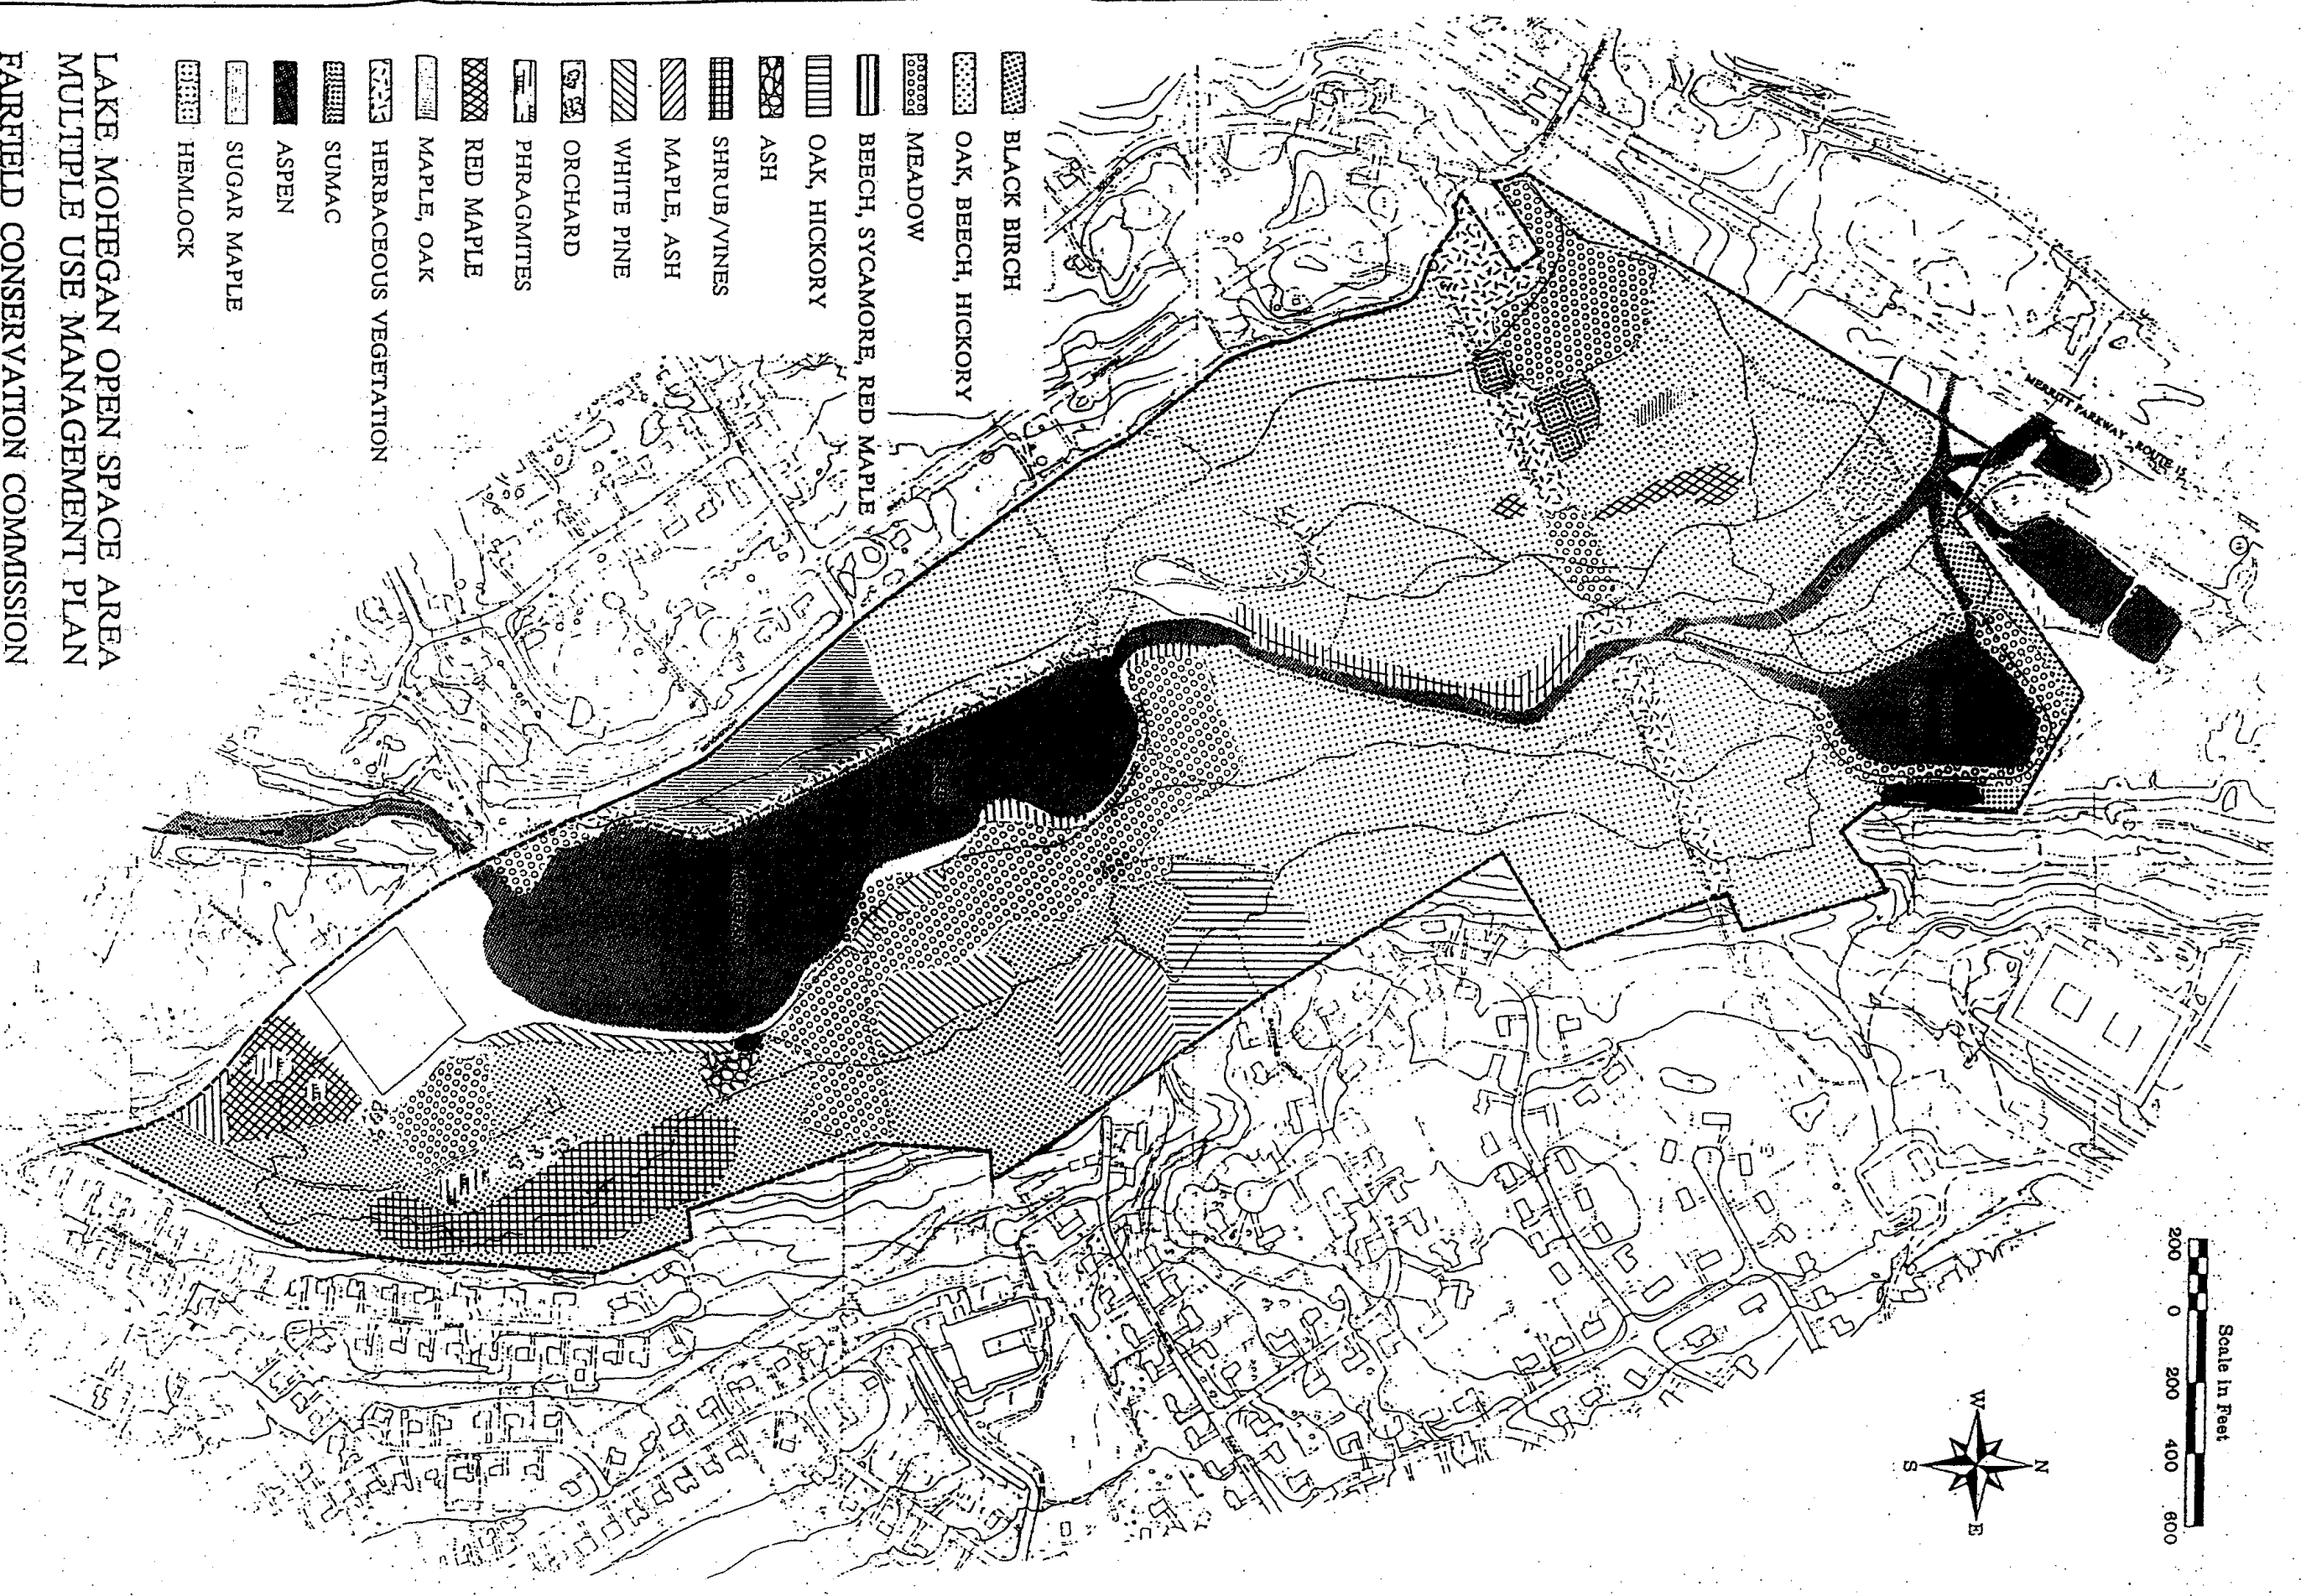 BLACK BIRCH
OAK, BEECH, HICKORY
MEADOW
BEECH, SYCAMORE, RED MAPLE
OAK, HICKORY
ASH
SHRUB/VINES
MAPLE, ASH
WHITE PINE
ORCHARD
PHRAGMITES
RED MAPLE
MAPLE, OAK
HERBACEOUS VEGETATION
SUMAC
ASPEN
SUGAR MAPLE
HEMLOCK
LAKE MOHEGAN OPEN SPACE AREA
MULTIPLE USE MANAGEMENT PLAN
FAIRFIELD CONSERVATION COMMISSION
MERRITT PARKWAY - ROUTE 15
Scale in Feet
200 0 200 400 600
N
W
E
S